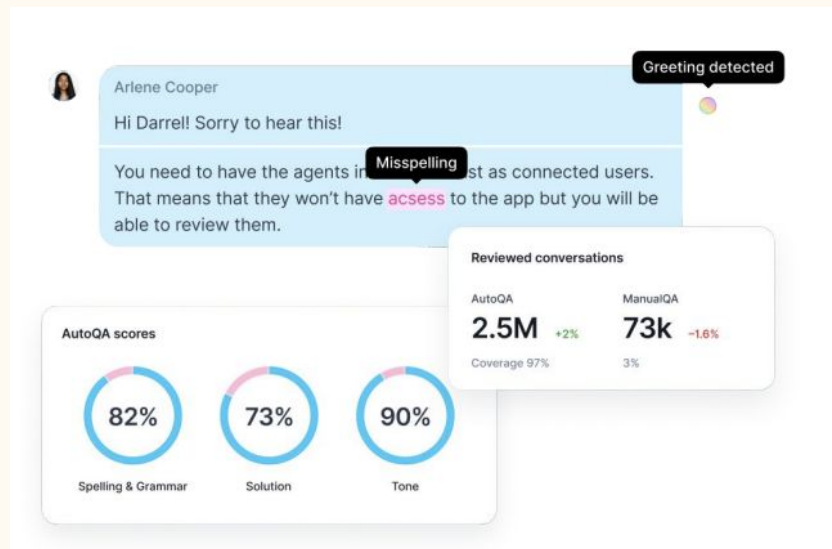 Greeting detected
Arlene Cooper
Hi Darrell! Sorry to hear this!
Misspelling
You need to have the agents in st as connected users.
That means that they won't have acsess to the app but you will be
able to review them.
Reviewed conversations
AutoQA ManualQA
2.5M +2% 73k -1.6%
Coverage 97% 3%
AutoQA scores
82% 73% 90%
Spelling & Grammar Solution Tone